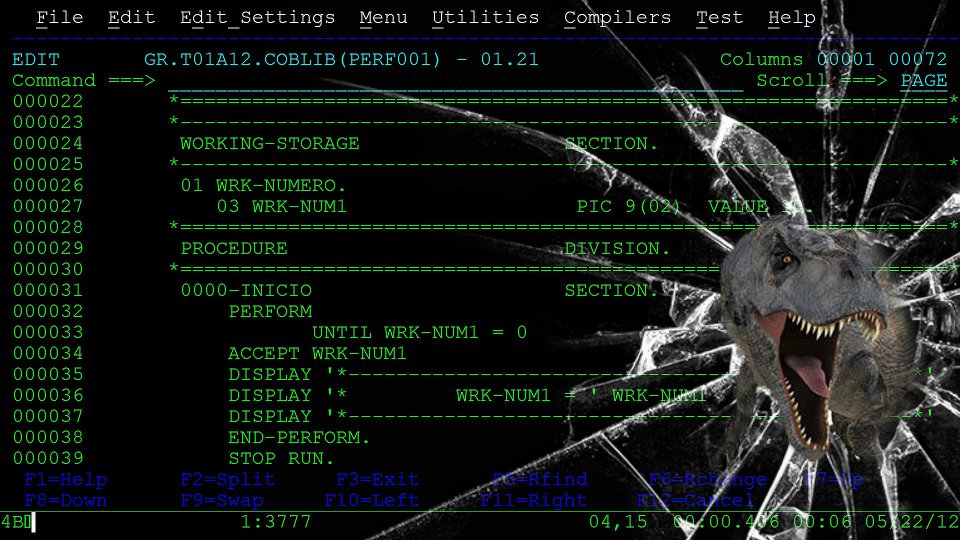 File Edit Edit_Settings Menu Utilities Compilers Test Help
EDIT GR.T01A12.COBLIB(PERF001) - 01.21 Columns 00001 00072
Command ===> Scroll ===> PAGE
000022 *=================================================================*
000023 *-----------------------------------------------------------------*
000024 WORKING-STORAGE SECTION.
000025 *-----------------------------------------------------------------*
000026 01 WRK-NUMERO.
000027 03 WRK-NUM1 PIC 9(02) VALUE
000028 *=================================================================*
000029 PROCEDURE DIVISION.
000030 *=================================================================*
000031 0000-INICIO SECTION.
000032 PERFORM
000033 UNTIL WRK-NUM1 = 0
000034 ACCEPT WRK-NUM1
000035 DISPLAY '*-----------------------------------------------*'
000036 DISPLAY '* WRK-NUM1 = ' WRK-NUM1
000037 DISPLAY '*-----------------------------------------------*'
000038 END-PERFORM.
000039 STOP RUN.
F1=Help F2=Split F3=Exit F5=Rfind F6=Rchange F7=Up
F8=Down F9=Swap F10=Left F11=Right F12=Cancel
1:3777 04,15 00:00.406 00:06 05/22/12